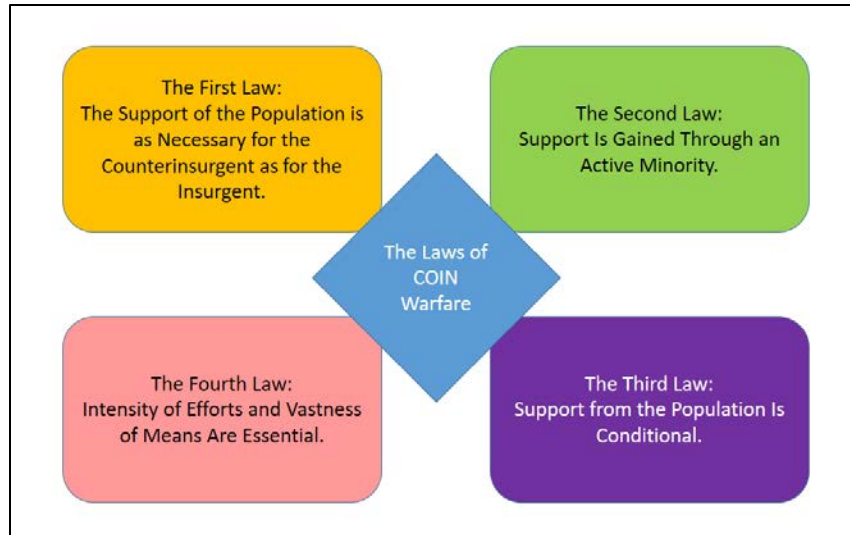 The First Law:
The Support of the Population is
as Necessary for the
Counterinsurgent as for the
Insurgent.
The Second Law:
Support Is Gained Through an
Active Minority.
The Laws of
COIN
Warfare
The Fourth Law:
Intensity of Efforts and Vastness
of Means Are Essential.
The Third Law:
Support from the Population Is
Conditional.